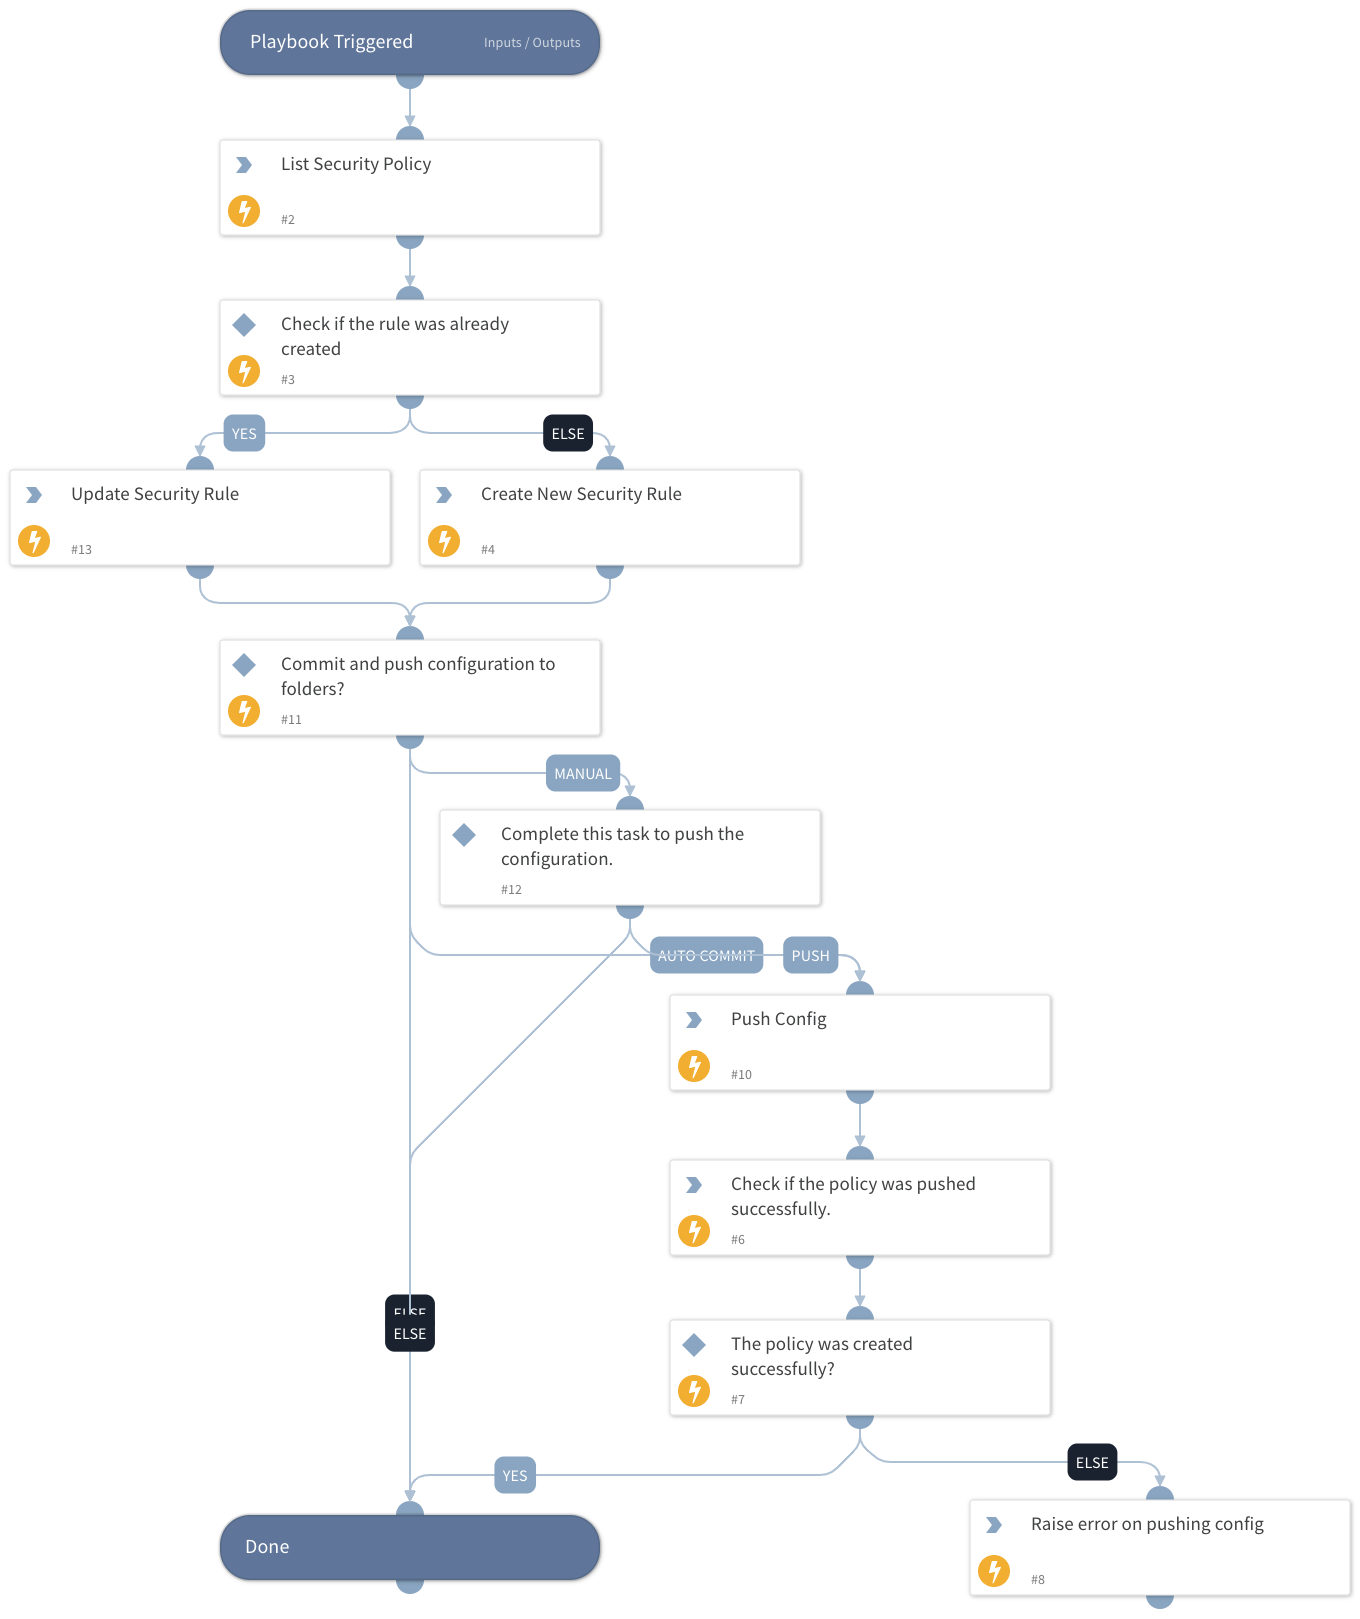 Playbook Triggered
Inputs / Outputs
List Security Policy
#2
Check if the rule was already
created
#3
YES
ELSE
Update Security Rule
#13
Create New Security Rule
#4
Commit and push configuration to
folders?
#11
MANUAL
Complete this task to push the
configuration.
#12
AUTO COMMIT
PUSH
Push Config
#10
Check if the policy was pushed
successfully.
#6
ELSE
ELSE
The policy was created
successfully?
#7
YES
ELSE
Done
Raise error on pushing config
#8